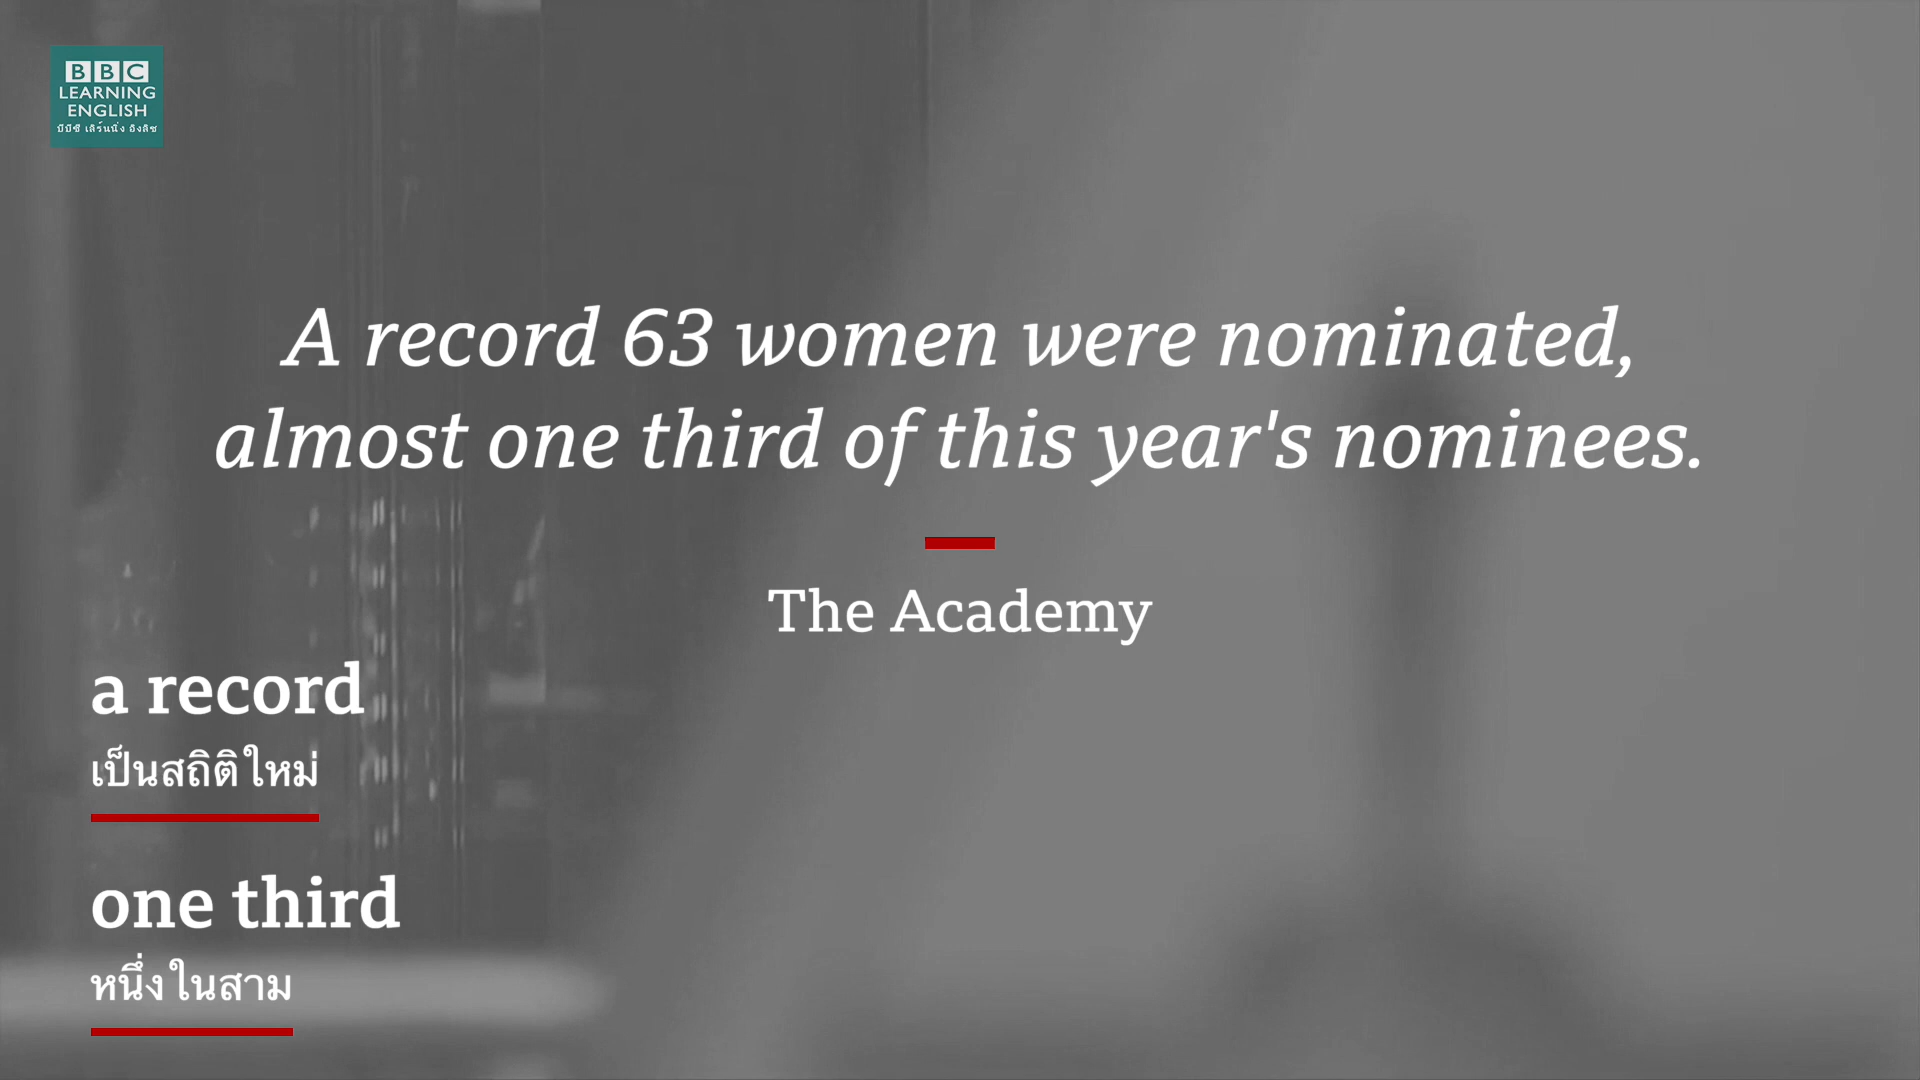 BBC
LEARNING
ENGLISH
บีบีซี เลิร์นนิ่ง อิงลิช
A record 63 women were nominated,
almost one third of this year's nominees.
The Academy
a record
เป็นสถิติใหม่
one third
หนึ่งในสาม